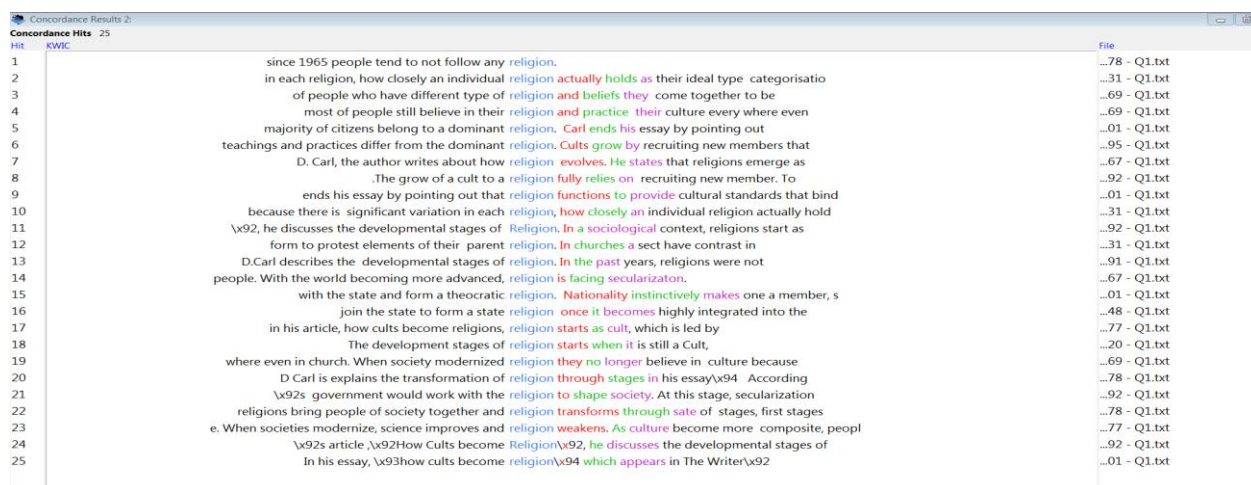 Concordance Results 2:
Concordance Hits 25
Hit KWIC File
1 since 1965 people tend to not follow any religion. ...78 - Q1.txt
2 in each religion, how closely an individual religion actually holds as their ideal type categorisatio ...31 - Q1.txt
3 of people who have different type of religion and beliefs they come together to be ...69 - Q1.txt
4 most of people still believe in their religion and practice their culture every where even ...69 - Q1.txt
5 majority of citizens belong to a dominant religion. Carl ends his essay by pointing out ...01 - Q1.txt
6 teachings and practices differ from the dominant religion. Cults grow by recruiting new members that ...95 - Q1.txt
7 D. Carl, the author writes about how religion evolves. He states that religions emerge as ...67 - Q1.txt
8 .The grow of a cult to a religion fully relies on recruiting new member. To ...92 - Q1.txt
9 ends his essay by pointing out that religion functions to provide cultural standards that bind ...01 - Q1.txt
10 because there is significant variation in each religion, how closely an individual religion actually hold ...31 - Q1.txt
11 \x92, he discusses the developmental stages of Religion. In a sociological context, religions start as ...92 - Q1.txt
12 form to protest elements of their parent religion. In churches a sect have contrast in ...31 - Q1.txt
13 D.Carl describes the developmental stages of religion. In the past years, religions were not ...91 - Q1.txt
14 people. With the world becoming more advanced, religion is facing secularizaton. ...67 - Q1.txt
15 with the state and form a theocratic religion. Nationality instinctively makes one a member, s ...01 - Q1.txt
16 join the state to form a state religion once it becomes highly integrated into the ...48 - Q1.txt
17 in his article, how cults become religions, religion starts as cult, which is led by ...77 - Q1.txt
18 The development stages of religion starts when it is still a Cult, ...20 - Q1.txt
19 where even in church. When society modernized religion they no longer believe in culture because ...69 - Q1.txt
20 D Carl is explains the transformation of religion through stages in his essay\x94 According ...78 - Q1.txt
21 \x92s government would work with the religion to shape society. At this stage, secularization ...92 - Q1.txt
22 religions bring people of society together and religion transforms through sate of stages, first stages ...78 - Q1.txt
23 e. When societies modernize, science improves and religion weakens. As culture become more composite, peopl ...77 - Q1.txt
24 \x92s article ,\x92How Cults become Religion\x92, he discusses the developmental stages of ...92 - Q1.txt
25 In his essay, \x93how cults become religion\x94 which appears in The Writer\x92 ...01 - Q1.txt